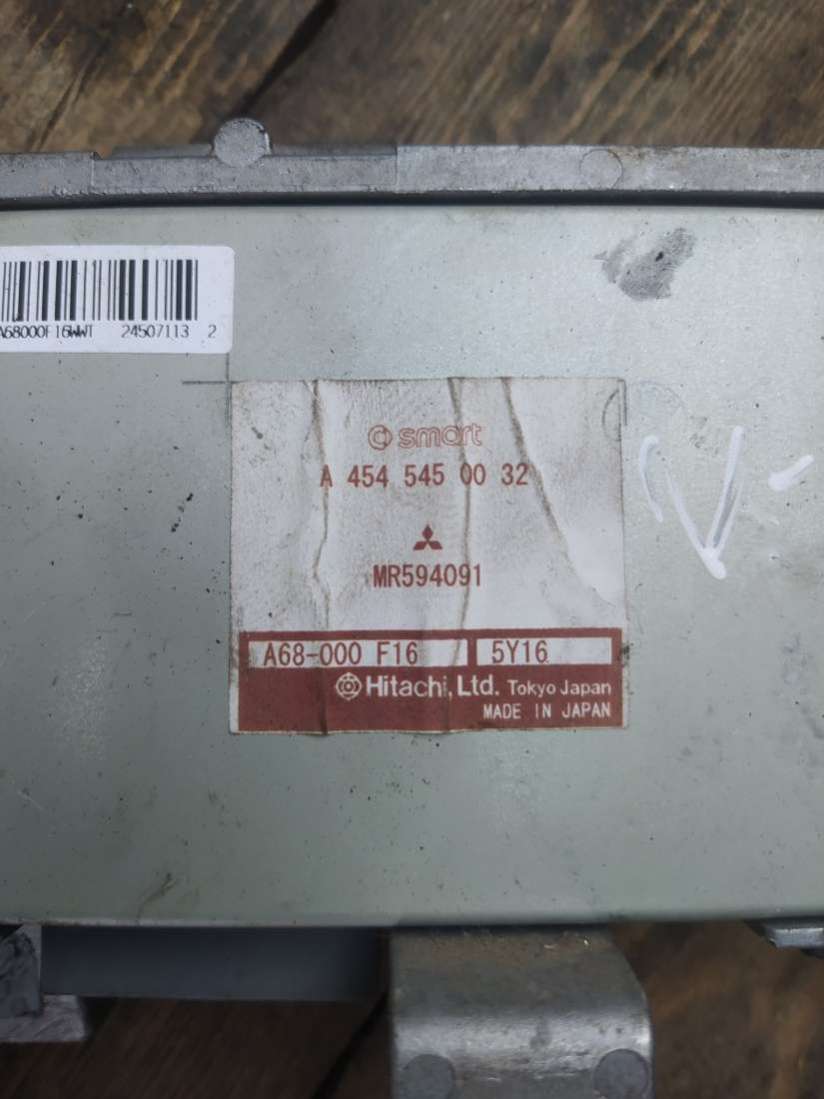 A68000F16WWT 24507113 2
smart
A 454 545 00 32
MR594091
A68-000 F16 5Y16
Hitachi, Ltd. Tokyo Japan
MADE IN JAPAN